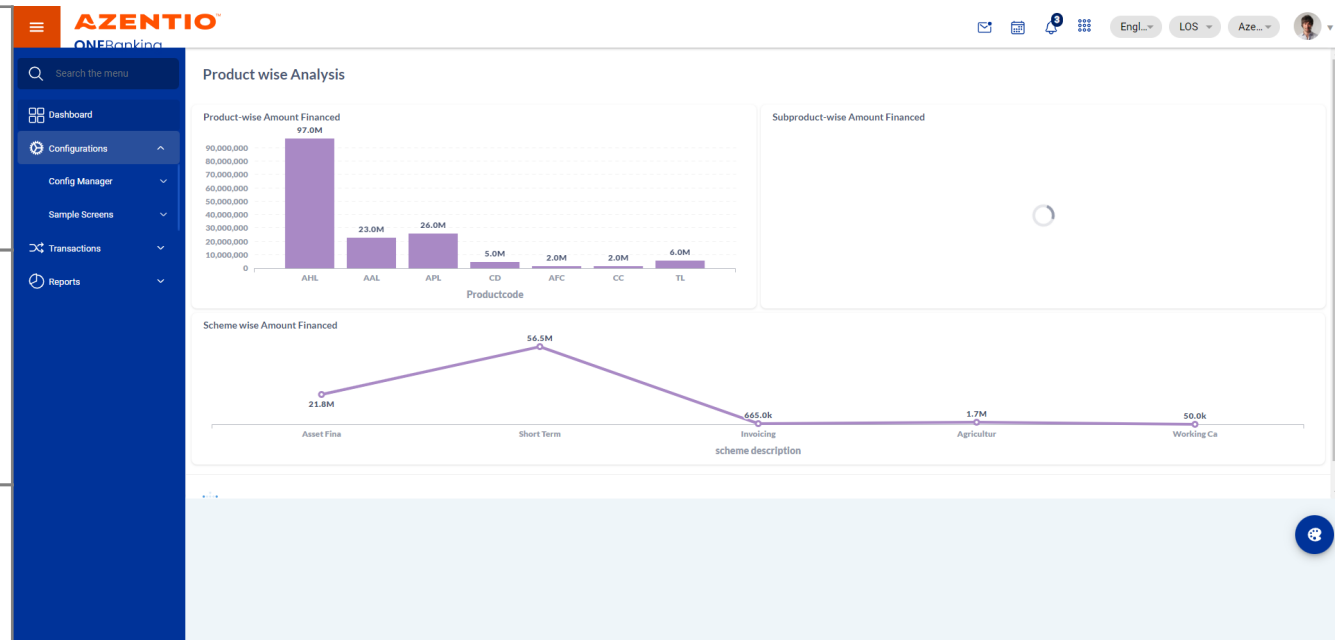 AZENTIO
ONEBanking
3
Engl...
LOS
Aze...
Search the menu
Dashboard
Configurations
Config Manager
Sample Screens
Transactions
Reports
Product wise Analysis
Product-wise Amount Financed
97.0M
90,000,000
80,000,000
70,000,000
60,000,000
50,000,000
40,000,000
30,000,000
20,000,000
10,000,000
0
23.0M
26.0M
5.0M
2.0M
2.0M
6.0M
AHL AAL APL CD AFC CC TL
Productcode
Subproduct-wise Amount Financed
Scheme wise Amount Financed
56.5M
21.8M
665.0k
1.7M
50.0k
Asset Fina Short Term Invoicing Agricultur Working Ca
scheme description